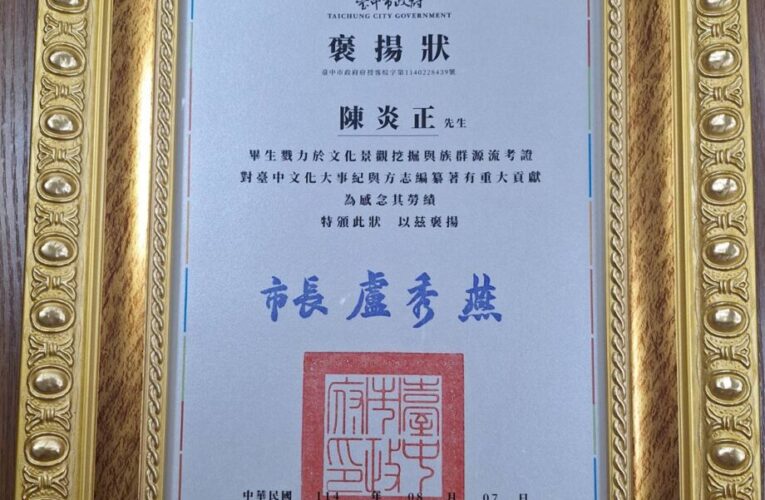 臺中市政府
TAICHUNG CITY GOVERNMENT
褒揚狀
臺中市政府府授客校字第1140228439號
陳炎正 先生
畢生戮力於文化景觀挖掘與族群源流考證
對臺中文化大事紀與方志編纂著有重大貢獻
為感念其勞績
特頒此狀 以茲褒揚
市長 盧秀燕
臺中市政府印
中華民國 114 年 08 月 07 日